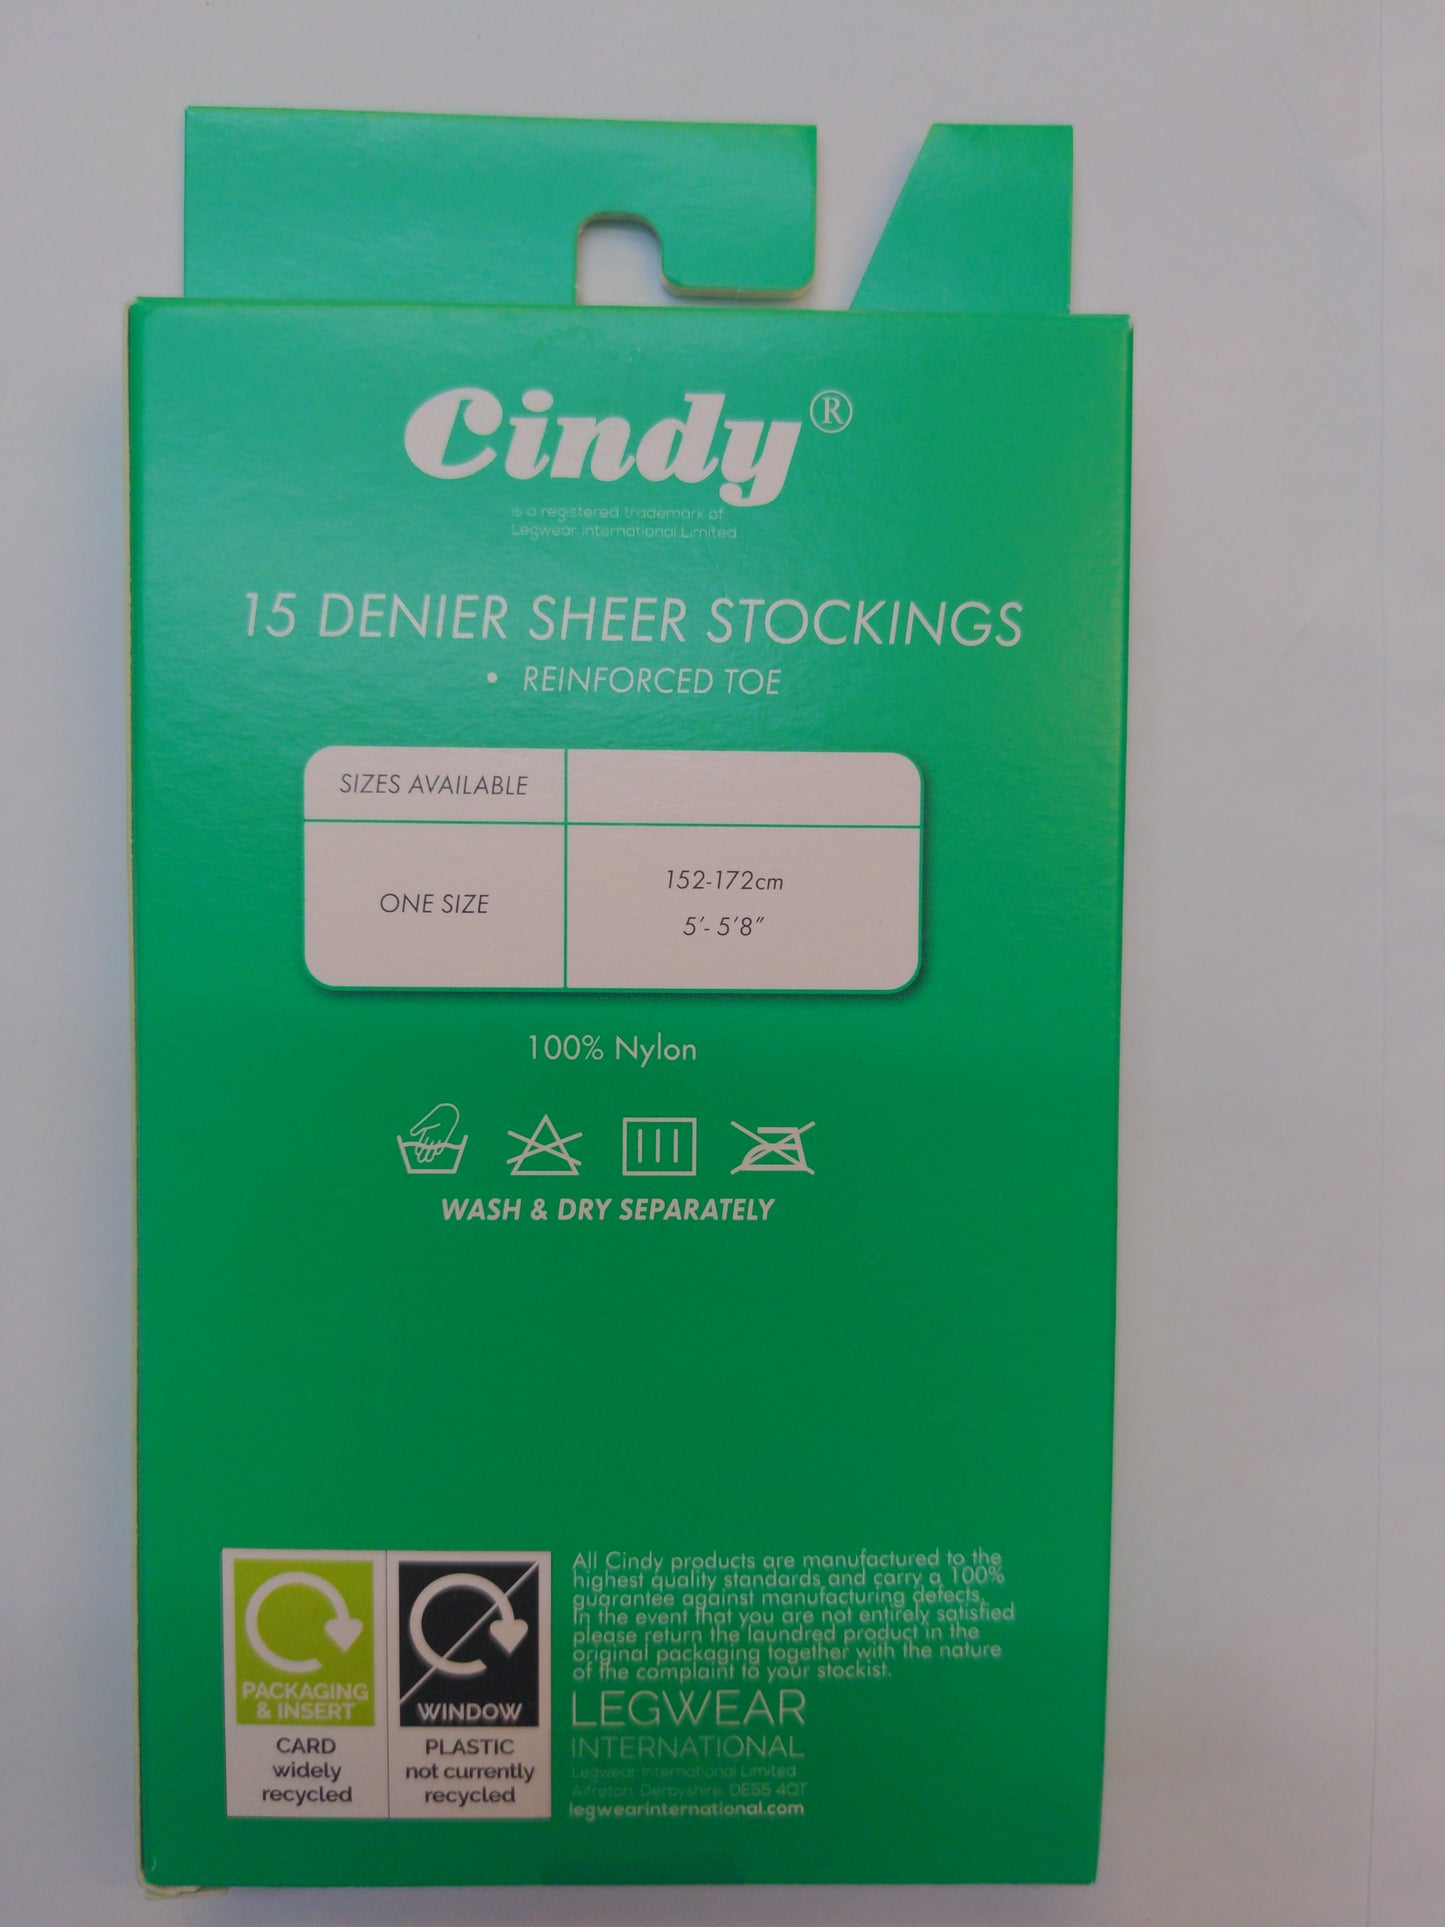 Cindy®
is a registered trademark of
Legwear International Limited
15 DENIER SHEER STOCKINGS
• REINFORCED TOE
SIZES AVAILABLE
ONE SIZE
152-172cm
5'- 5'8"
100% Nylon
WASH & DRY SEPARATELY
PACKAGING
& INSERT
CARD
widely
recycled
WINDOW
PLASTIC
not currently
recycled
All Cindy products are manufactured to the
highest quality standards and carry a 100%
guarantee against manufacturing defects.
In the event that you are not entirely satisfied
please return the laundred product in the
original packaging together with the nature
of the complaint to your stockist.
LEGWEAR
INTERNATIONAL
Legwear International Limited
Alfreton, Derbyshire, DE55 4QT
legwearinternational.com